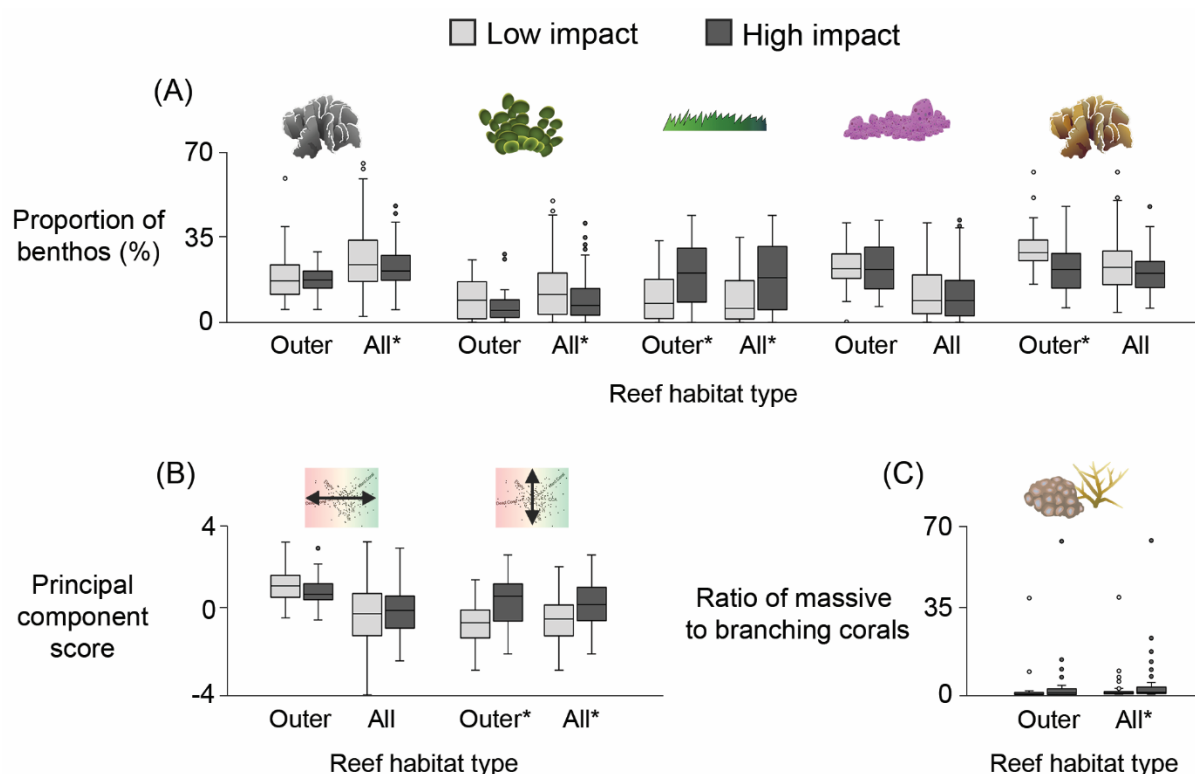 Low impact
High impact
(A)
70
35
0
Proportion of
benthos (%)
Outer All* Outer All* Outer* All* Outer All Outer* All
Reef habitat type
(B)
4
0
-4
Principal
component
score
Outer All Outer* All*
Reef habitat type
(C)
70
35
0
Ratio of massive
to branching corals
Outer All*
Reef habitat type